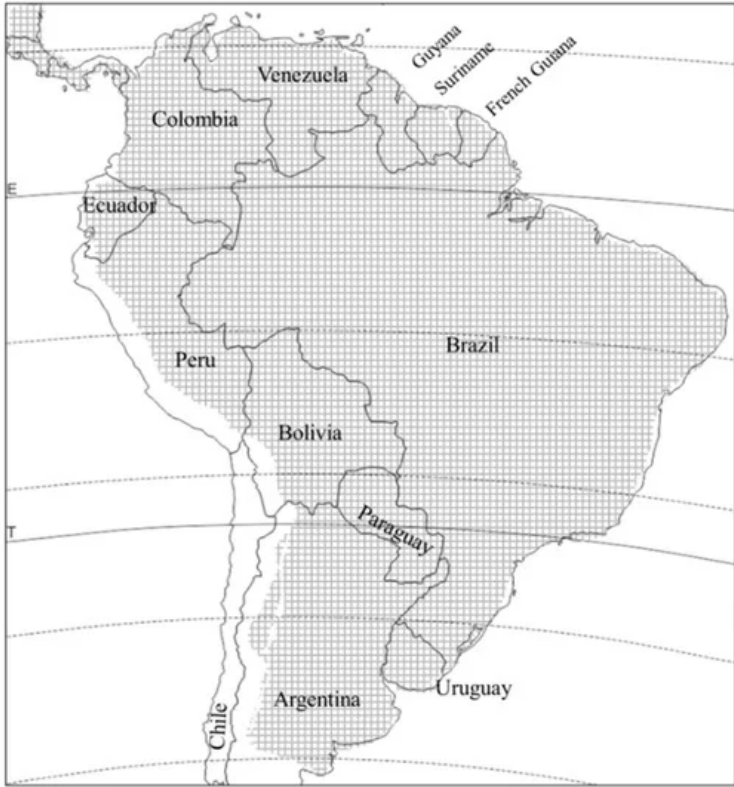 Guyana
Suriname
French Guiana
Venezuela
Colombia
E
Ecuador
Brazil
Peru
Bolivia
T
Paraguay
Uruguay
Argentina
Chile